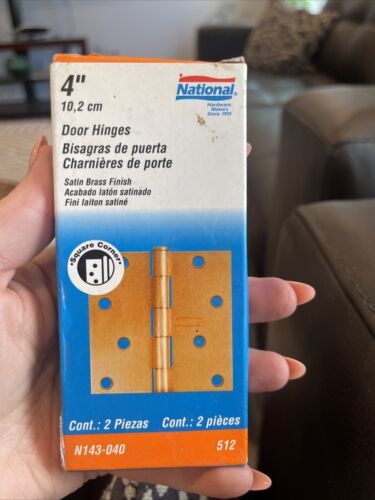 4"
10,2 cm
National
Hardware
Makers
Since 1901
Door Hinges
Bisagras de puerta
Charnières de porte
Satin Brass Finish
Acabado latón satinado
Fini laiton satiné
Square Corner
Cont.: 2 Piezas Cont.: 2 pièces
N143-040 512